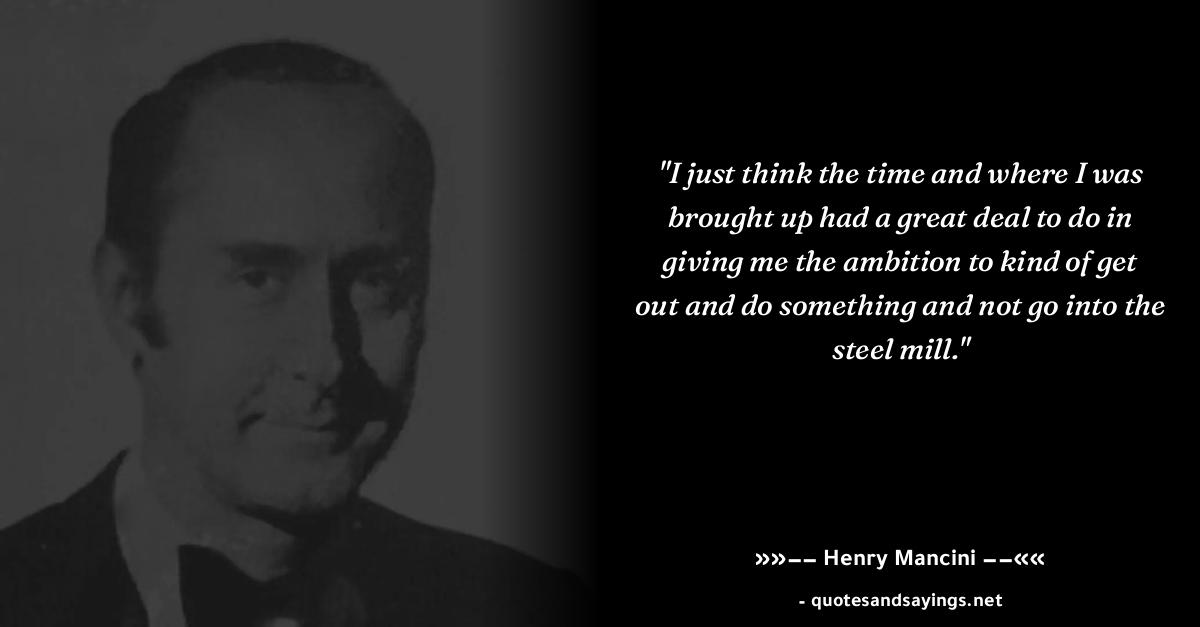 "I just think the time and where I was
brought up had a great deal to do in
giving me the ambition to kind of get
out and do something and not go into the
steel mill."
»»–– Henry Mancini ––««
- quotesandsayings.net